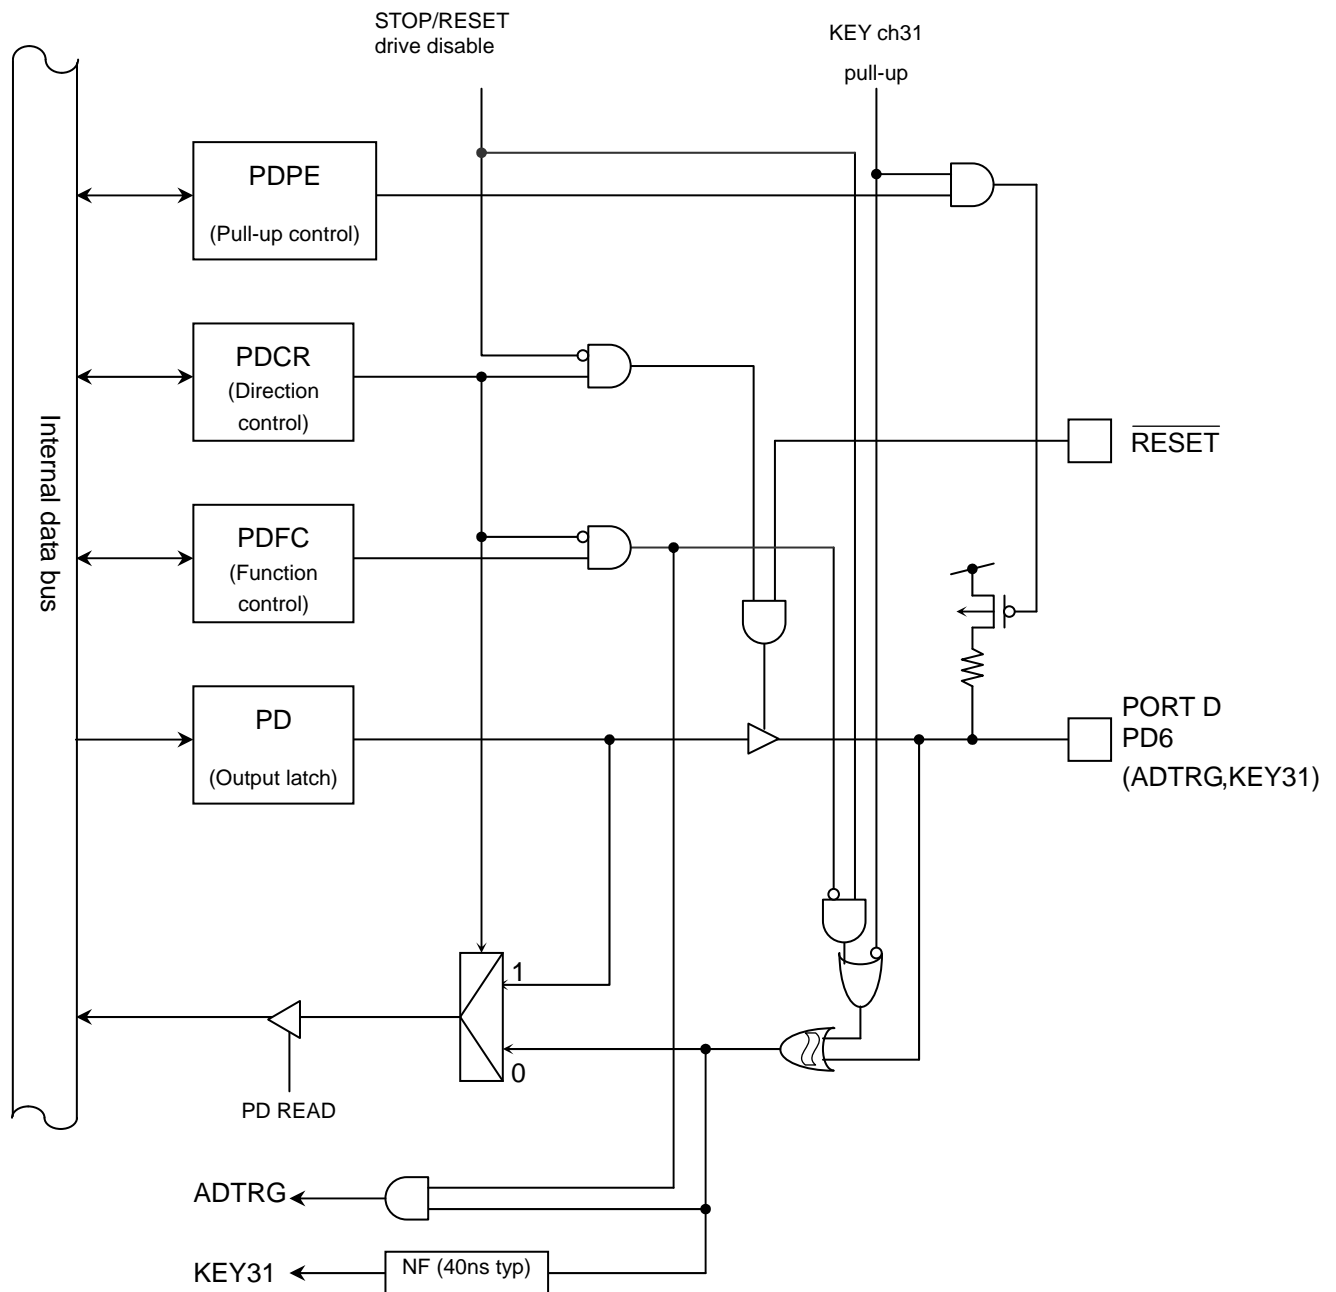 STOP/RESET
drive disable
KEY ch31
pull-up
PDPE
(Pull-up control)
PDCR
(Direction
control)
RESET
Internal data bus
PDFC
(Function
control)
PD
(Output latch)
PORT D
PD6
(ADTRG,KEY31)
1
0
PD READ
ADTRG
KEY31
NF (40ns typ)